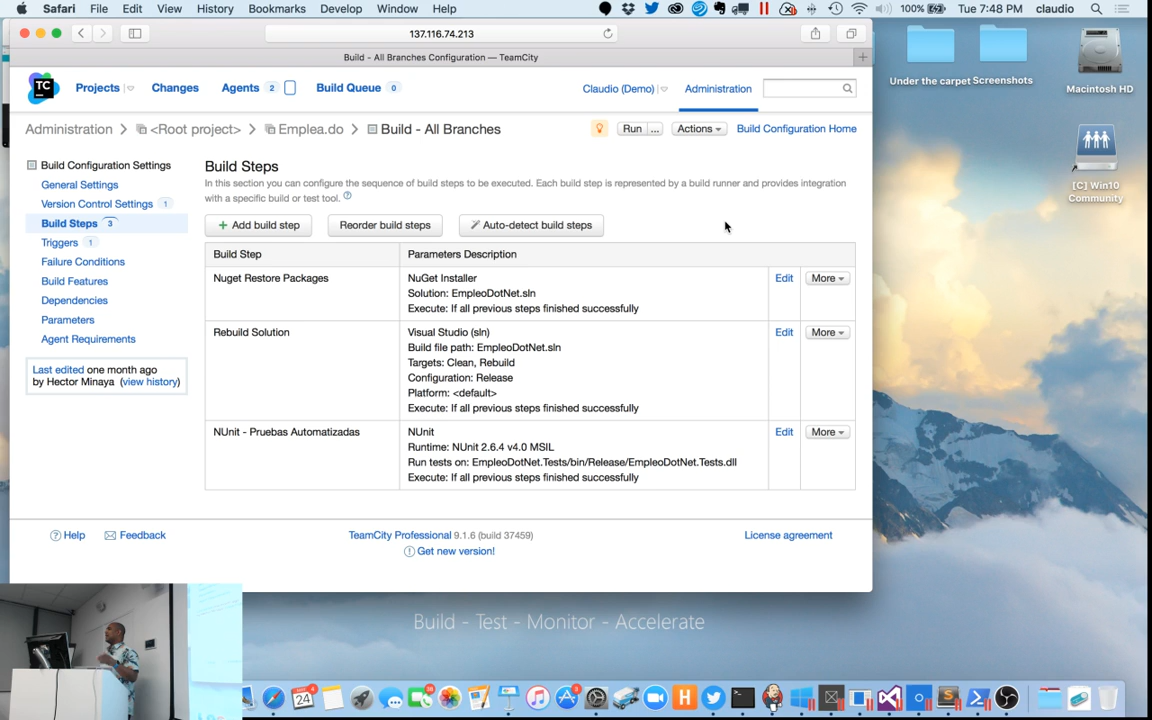 Safari File Edit View History Bookmarks Develop Window Help 100% Tue 7:48 PM claudio
137.116.74.213
Build - All Branches Configuration — TeamCity
Under the carpet Screenshots
Macintosh HD
TC Projects Changes Agents 2 Build Queue 0 Claudio (Demo) Administration
Administration <Root project> Emplea.do Build - All Branches Run ... Actions Build Configuration Home
[C] Win10
Community
Build Configuration Settings
General Settings
Version Control Settings 1
Build Steps 3
Triggers 1
Failure Conditions
Build Features
Dependencies
Parameters
Agent Requirements
Last edited one month ago
by Hector Minaya (view history)
Build Steps
In this section you can configure the sequence of build steps to be executed. Each build step is represented by a build runner and provides integration
with a specific build or test tool. ?
+ Add build step Reorder build steps Auto-detect build steps
Build Step Parameters Description
Nuget Restore Packages NuGet Installer Edit More
Solution: EmpleoDotNet.sln
Execute: If all previous steps finished successfully
Rebuild Solution Visual Studio (sln) Edit More
Build file path: EmpleoDotNet.sln
Targets: Clean, Rebuild
Configuration: Release
Platform: <default>
Execute: If all previous steps finished successfully
NUnit - Pruebas Automatizadas NUnit Edit More
Runtime: NUnit 2.6.4 v4.0 MSIL
Run tests on: EmpleoDotNet.Tests/bin/Release/EmpleoDotNet.Tests.dll
Execute: If all previous steps finished successfully
? Help Feedback TeamCity Professional 9.1.6 (build 37459) License agreement
Get new version!
Build - Test - Monitor - Accelerate
24
H